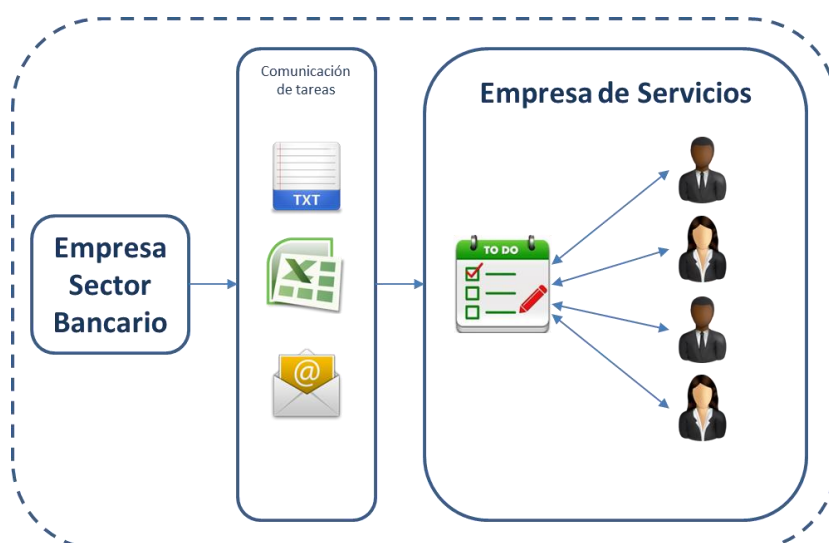 Comunicación
de tareas
Empresa de Servicios
TXT
TO DO
Empresa
Sector
Bancario
@